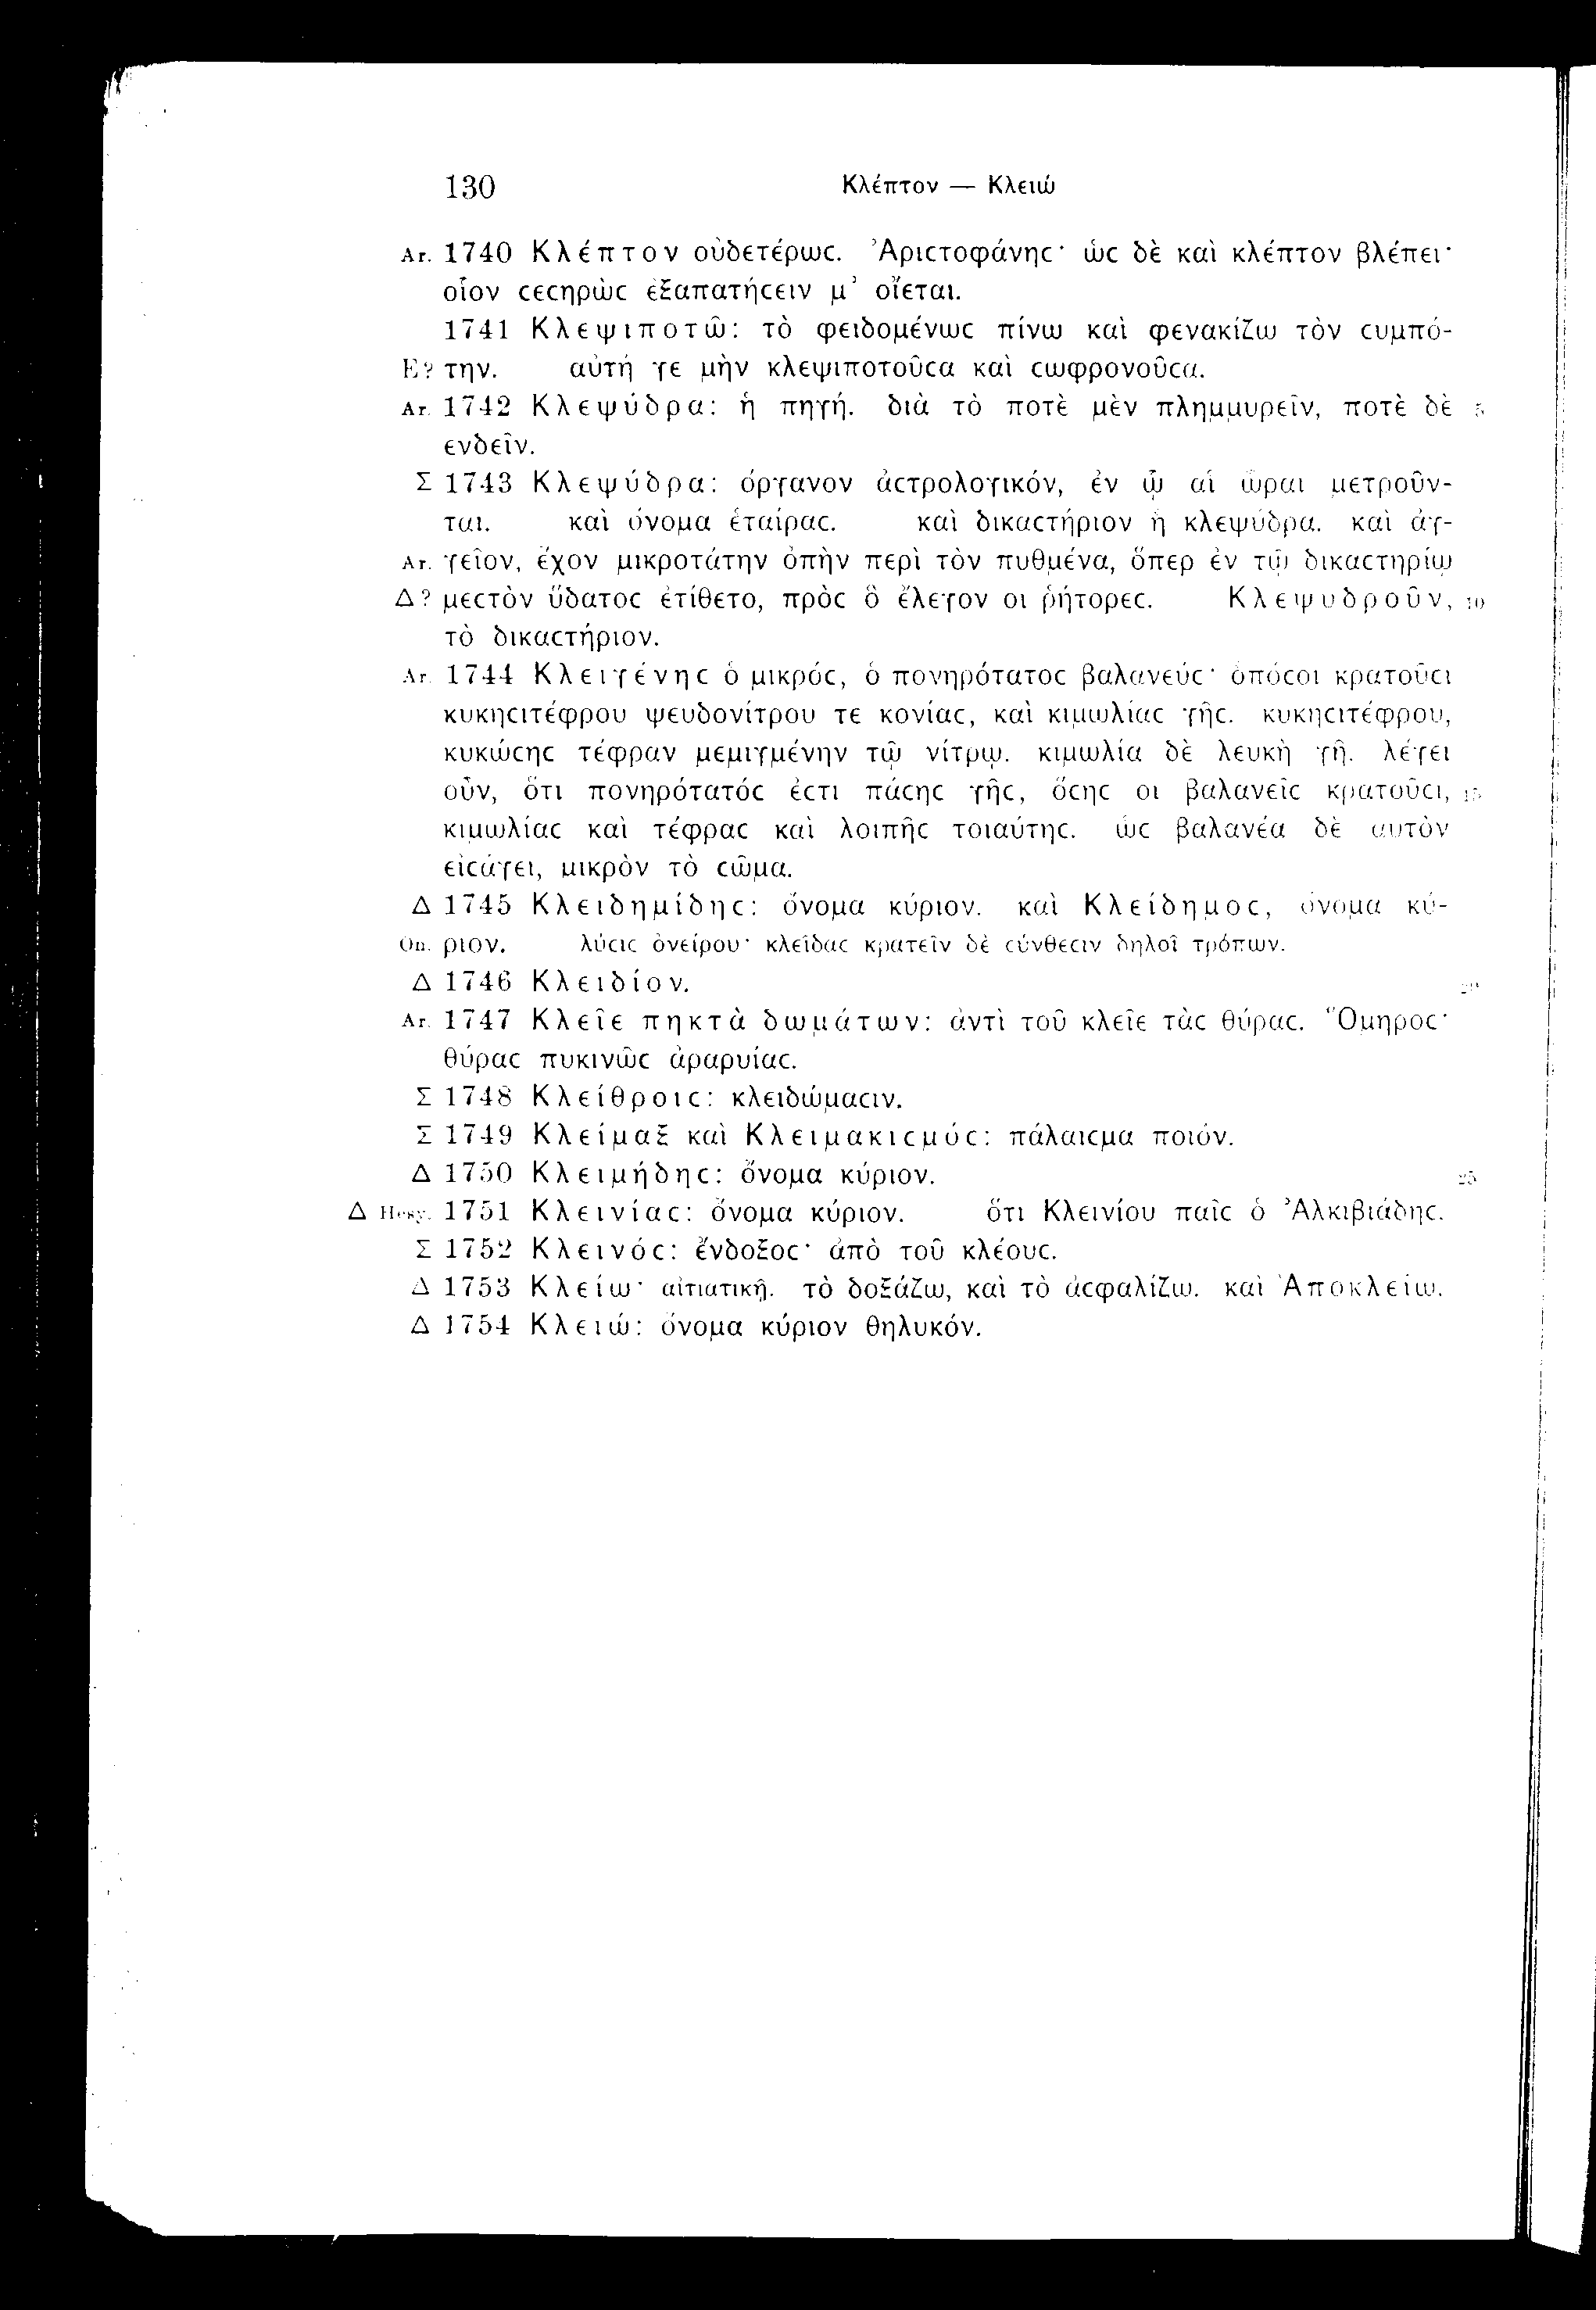 130 Κλέπτον — Κλειώ
Ar. 1740 Κλέπτον οὐδετέρωϲ. Ἀριϲτοφάνηϲ· ὡϲ δὲ καὶ κλέπτον βλέπει·
οἷον ϲεϲηρὼϲ ἐξαπατήϲειν μ’ οἴεται.
1741 Κλεψιποτῶ: τὸ φειδομένωϲ πίνω καὶ φενακίζω τὸν ϲυμπό-
E? την. αὐτή γε μὴν κλεψιποτοῦϲα καὶ ϲωφρονοῦϲα.
Ar. 1742 Κλεψύδρα: ἡ πηγή. διὰ τὸ ποτὲ μὲν πλημμυρεῖν, ποτὲ δὲ 5
ἐνδεῖν.
Σ 1743 Κλεψύδρα: ὄργανον ἀϲτρολογικόν, ἐν ᾧ αἱ ὧραι μετροῦν-
ται. καὶ ὄνομα ἑταίραϲ. καὶ δικαϲτήριον ἡ κλεψύδρα. καὶ ἀγ-
Ar. γεῖον, ἔχον μικροτάτην ὀπὴν περὶ τὸν πυθμένα, ὅπερ ἐν τῷ δικαϲτηρίῳ
Δ? μεϲτὸν ὕδατοϲ ἐτίθετο, πρὸϲ ὃ ἔλεγον οἱ ῥήτορεϲ. Κλεψυδροῦν, 10
τὸ δικαϲτήριον.
Ar. 1744 Κλειγένηϲ ὁ μικρόϲ, ὁ πονηρότατοϲ βαλανεύϲ· ὁπόϲοι κρατοῦϲι
κυκηϲιτέφρου ψευδονίτρου τε κονίαϲ, καὶ κιμωλίαϲ γῆϲ. κυκηϲιτέφρου,
κυκώϲηϲ τέφραν μεμιγμένην τῷ νίτρῳ. κιμωλία δὲ λευκὴ γῆ. λέγει
οὖν, ὅτι πονηρότατόϲ ἐϲτι πάϲηϲ γῆϲ, ὅϲηϲ οἱ βαλανεῖϲ κρατοῦϲι, 15
κιμωλίαϲ καὶ τέφραϲ καὶ λοιπῆϲ τοιαύτηϲ. ὡϲ βαλανέα δὲ αὐτὸν
εἰϲάγει, μικρὸν τὸ ϲῶμα.
Δ 1745 Κλειδημίδηϲ: ὄνομα κύριον. καὶ Κλείδημοϲ, ὄνομα κύ-
On. ριον. λύϲιϲ ὀνείρου· κλεῖδαϲ κρατεῖν δὲ ϲύνθεϲιν δηλοῖ τρόπων.
Δ 1746 Κλειδίον. 20
Ar. 1747 Κλεῖε πηκτὰ δωμάτων: ἀντὶ τοῦ κλεῖε τὰϲ θύραϲ. Ὅμηροϲ·
θύραϲ πυκινῶϲ ἀραρυίαϲ.
Σ 1748 Κλείθροιϲ: κλειδώμαϲιν.
Σ 1749 Κλείμαξ καὶ Κλειμακιϲμόϲ: πάλαιϲμα ποιόν.
Δ 1750 Κλειμήδηϲ: ὄνομα κύριον. 25
Δ Hesy. 1751 Κλεινίαϲ: ὄνομα κύριον. ὅτι Κλεινίου παῖϲ ὁ Ἀλκιβιάδηϲ.
Σ 1752 Κλεινόϲ: ἔνδοξοϲ· ἀπὸ τοῦ κλέουϲ.
Δ 1753 Κλείω· αἰτιατικῇ. τὸ δοξάζω, καὶ τὸ ἀϲφαλίζω. καὶ Ἀποκλείω.
Δ 1754 Κλειώ: ὄνομα κύριον θηλυκόν.